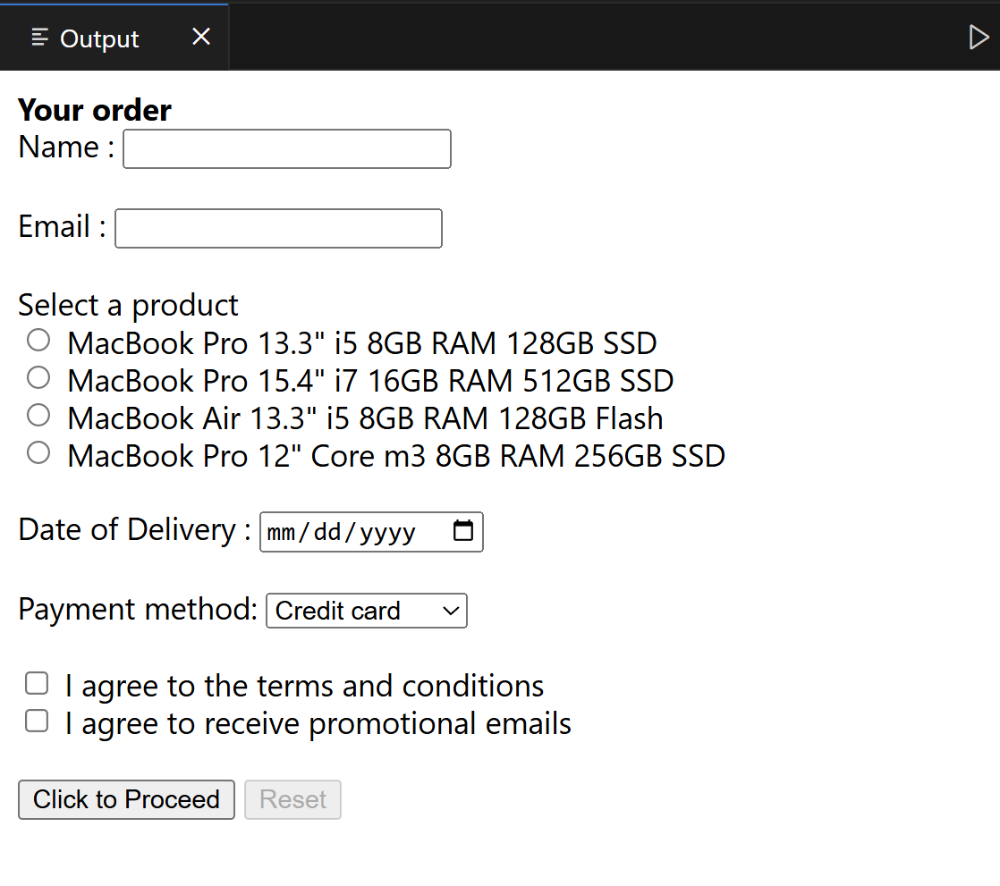 Output
Your order
Name :
Email :
Select a product
MacBook Pro 13.3" i5 8GB RAM 128GB SSD
MacBook Pro 15.4" i7 16GB RAM 512GB SSD
MacBook Air 13.3" i5 8GB RAM 128GB Flash
MacBook Pro 12" Core m3 8GB RAM 256GB SSD
Date of Delivery : mm/dd/yyyy
Payment method: Credit card
I agree to the terms and conditions
I agree to receive promotional emails
Click to Proceed Reset